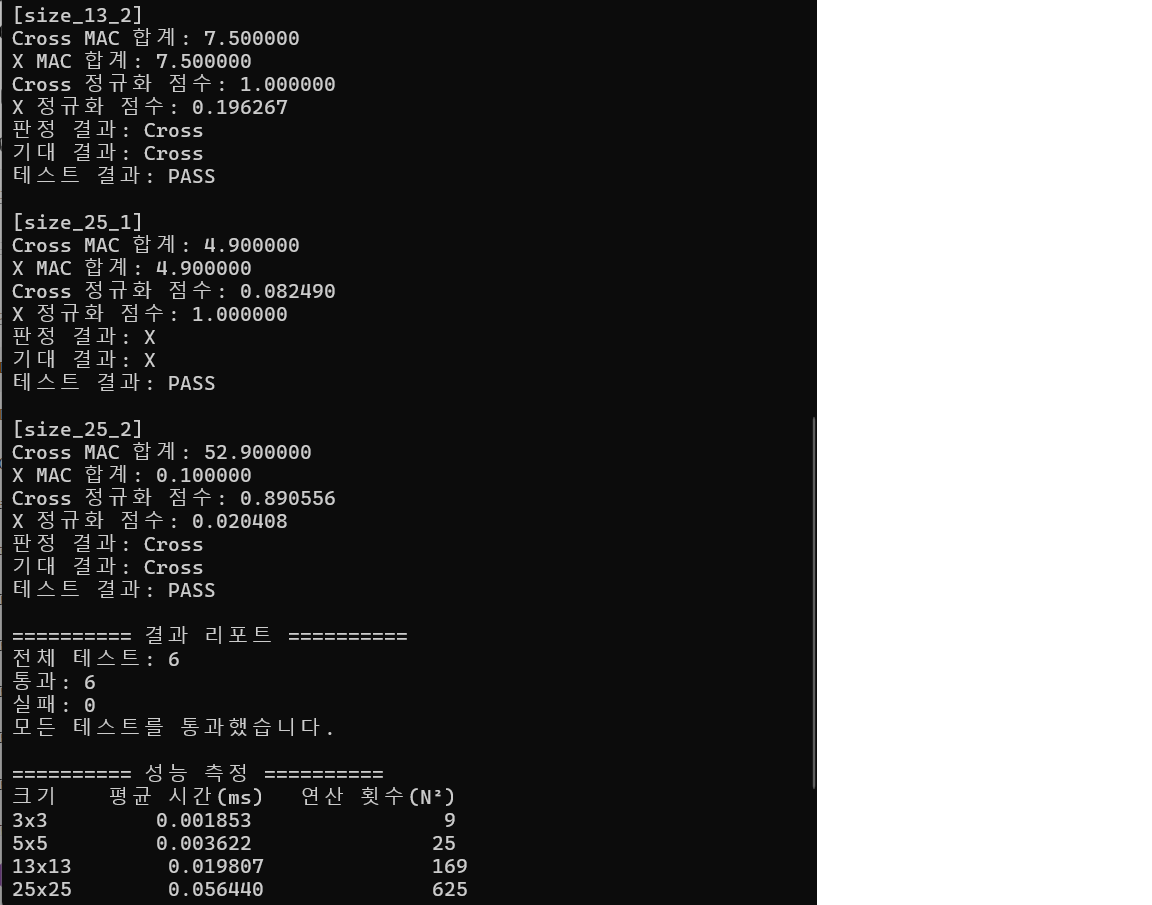 [size_13_2]
Cross MAC 합계: 7.500000
X MAC 합계: 7.500000
Cross 정규화 점수: 1.000000
X 정규화 점수: 0.196267
판정 결과: Cross
기대 결과: Cross
테스트 결과: PASS
[size_25_1]
Cross MAC 합계: 4.900000
X MAC 합계: 4.900000
Cross 정규화 점수: 0.082490
X 정규화 점수: 1.000000
판정 결과: X
기대 결과: X
테스트 결과: PASS
[size_25_2]
Cross MAC 합계: 52.900000
X MAC 합계: 0.100000
Cross 정규화 점수: 0.890556
X 정규화 점수: 0.020408
판정 결과: Cross
기대 결과: Cross
테스트 결과: PASS
========== 결과 리포트 ==========
전체 테스트: 6
통과: 6
실패: 0
모든 테스트를 통과했습니다.
========== 성능 측정 ==========
크기 평균 시간(ms) 연산 횟수(N²)
3x3 0.001853 9
5x5 0.003622 25
13x13 0.019807 169
25x25 0.056440 625